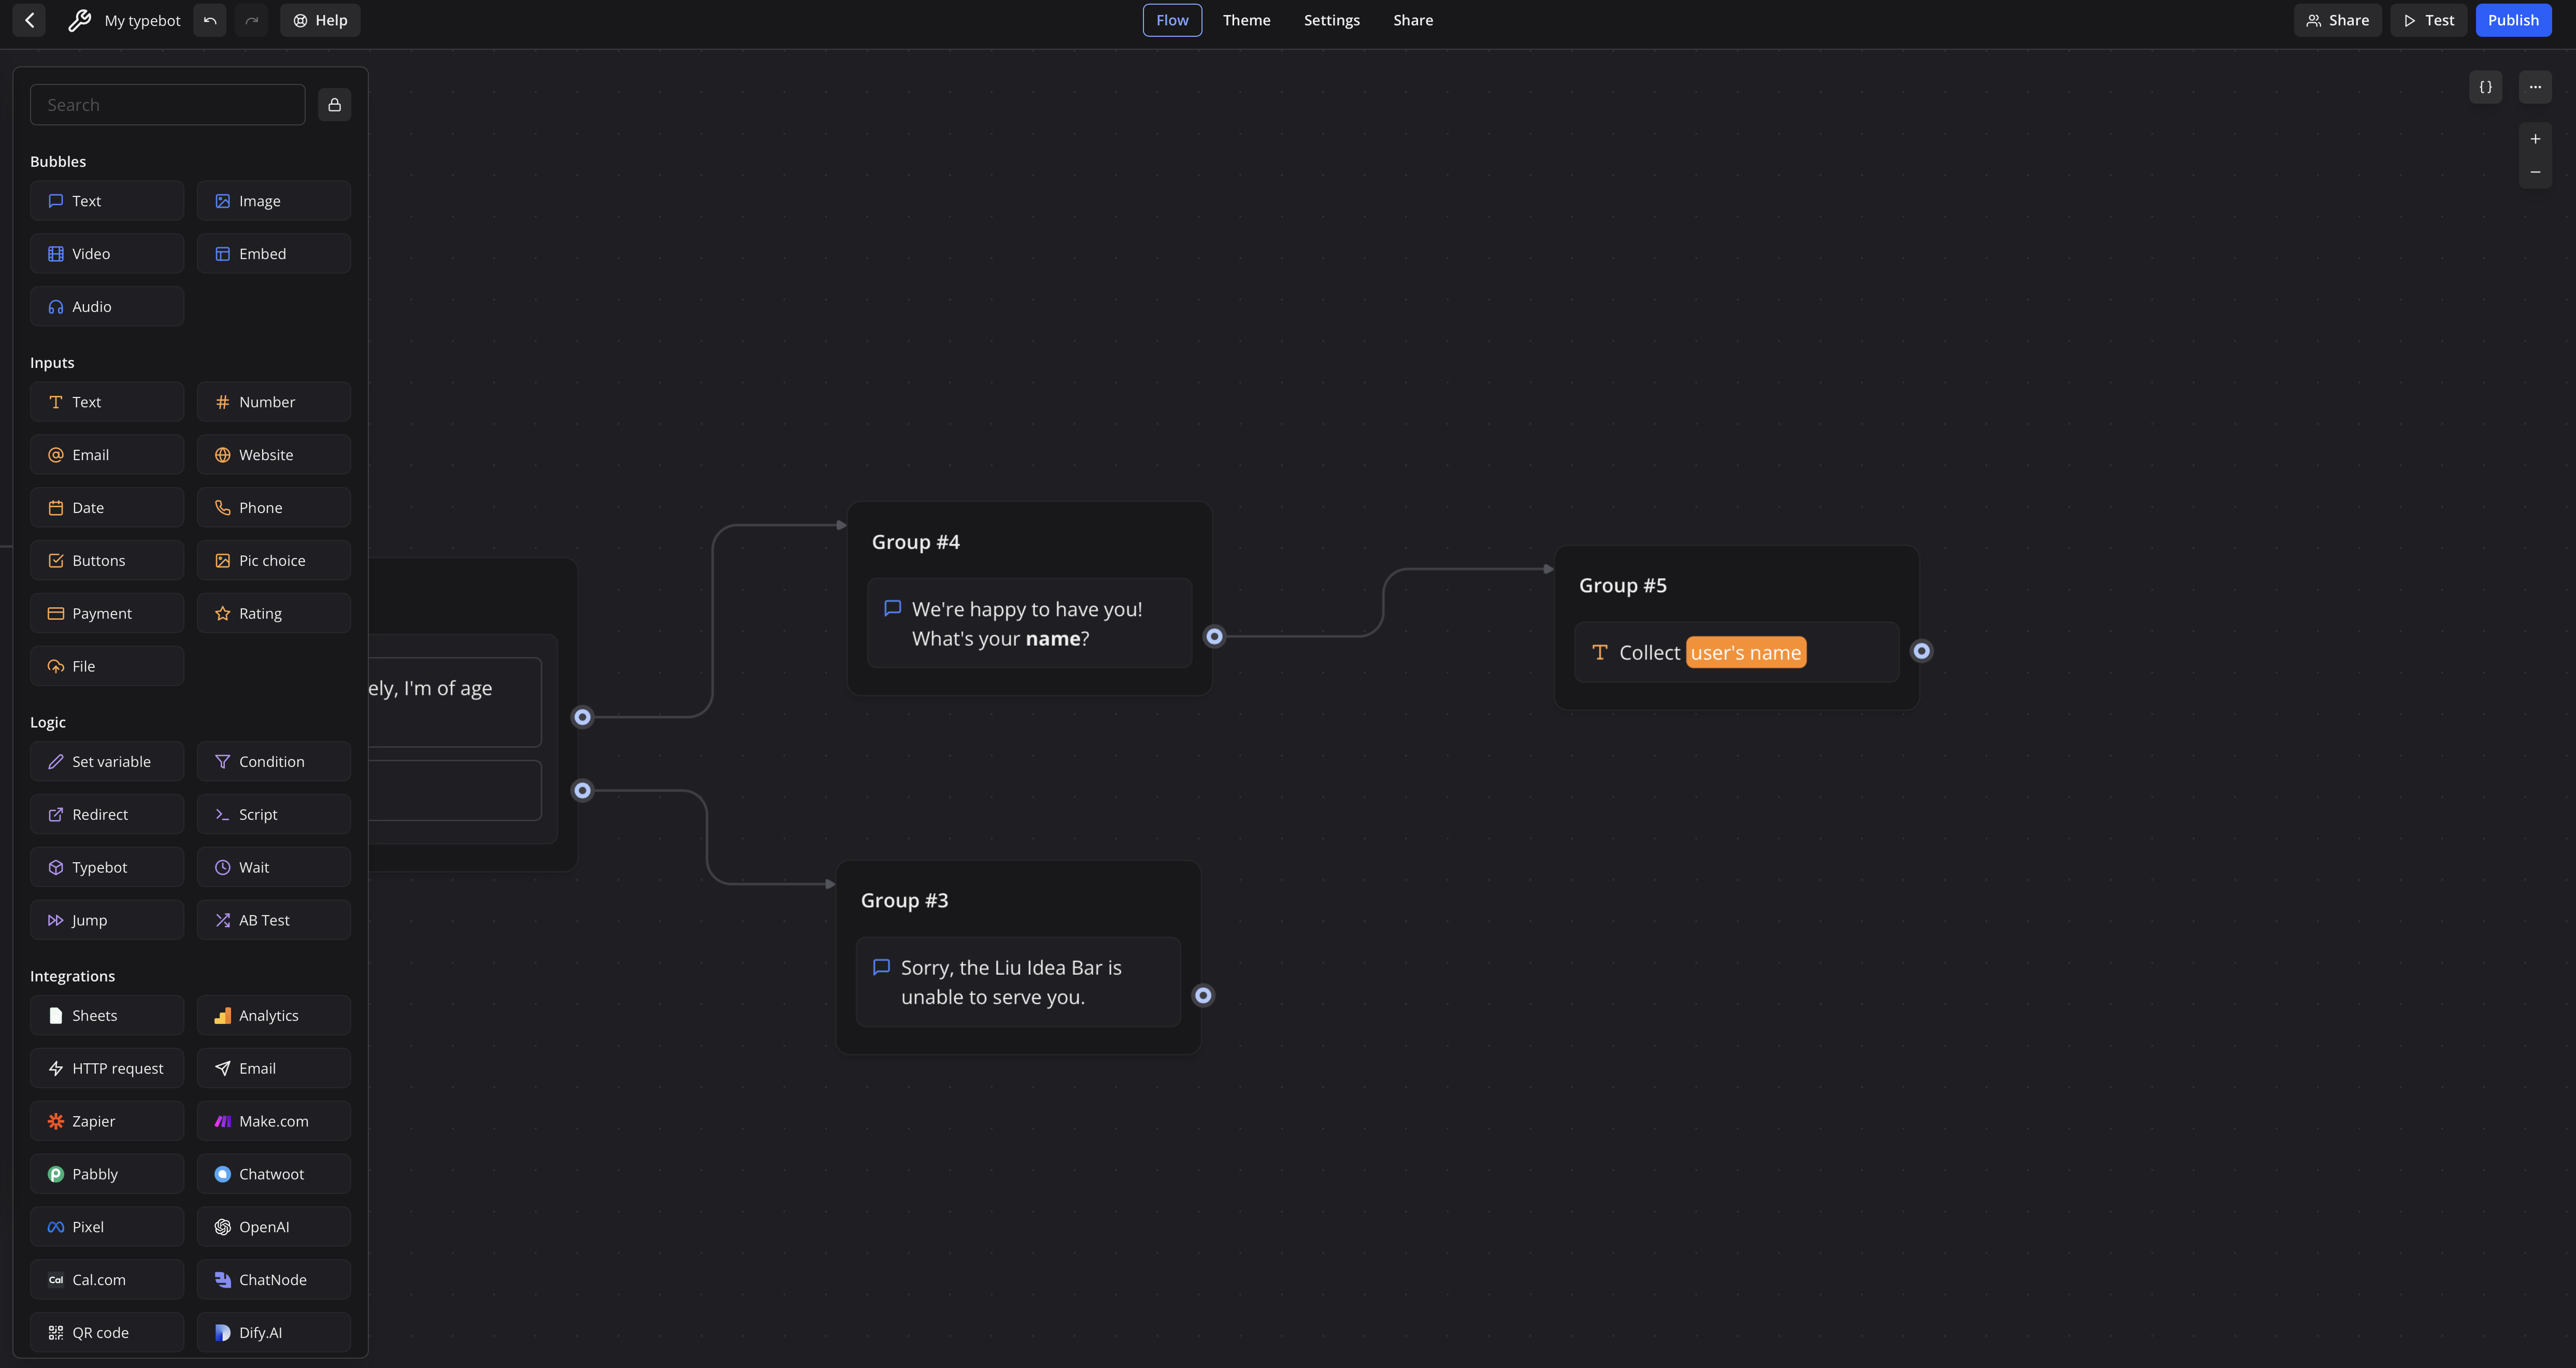 My typebot
Help
Flow
Theme
Settings
Share
Share
Test
Publish
Search
{}
Bubbles
Text
Image
Video
Embed
Audio
Inputs
Text
Number
Email
Website
Date
Phone
Buttons
Pic choice
Payment
Rating
File
Logic
Set variable
Condition
Redirect
Script
Typebot
Wait
Jump
AB Test
Integrations
Sheets
Analytics
HTTP request
Email
Zapier
Make.com
Pabbly
Chatwoot
Pixel
OpenAI
Cal
Cal.com
ChatNode
QR code
Dify.AI
ely, I'm of age
Group #4
We're happy to have you!
What's your name?
Group #5
Collect user's name
Group #3
Sorry, the Liu Idea Bar is
unable to serve you.